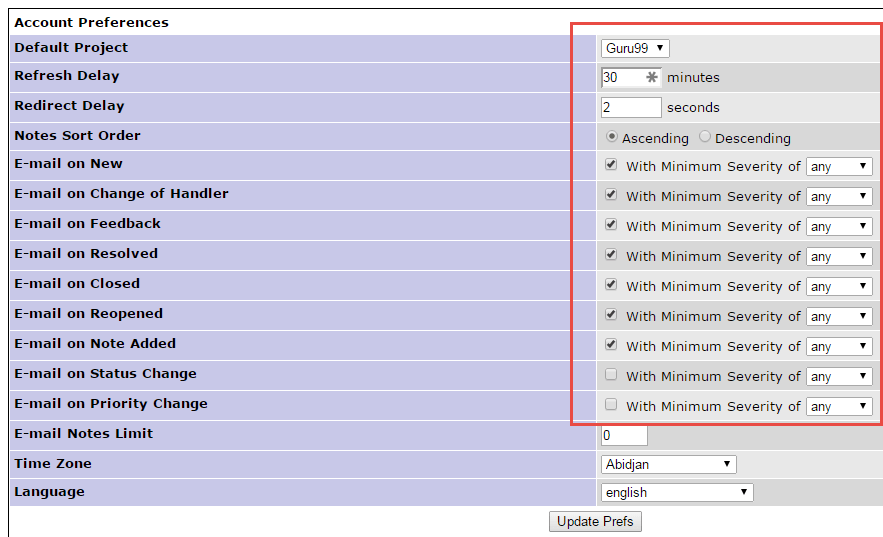 Account Preferences
Default Project Guru99
Refresh Delay 30 minutes
Redirect Delay 2 seconds
Notes Sort Order Ascending Descending
E-mail on New With Minimum Severity of any
E-mail on Change of Handler With Minimum Severity of any
E-mail on Feedback With Minimum Severity of any
E-mail on Resolved With Minimum Severity of any
E-mail on Closed With Minimum Severity of any
E-mail on Reopened With Minimum Severity of any
E-mail on Note Added With Minimum Severity of any
E-mail on Status Change With Minimum Severity of any
E-mail on Priority Change With Minimum Severity of any
E-mail Notes Limit 0
Time Zone Abidjan
Language english
Update Prefs